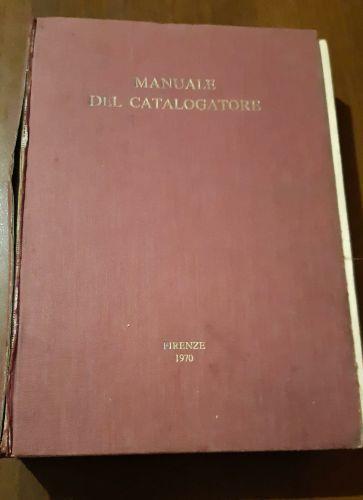 MANUALE
DEL CATALOGATORE
FIRENZE
1970